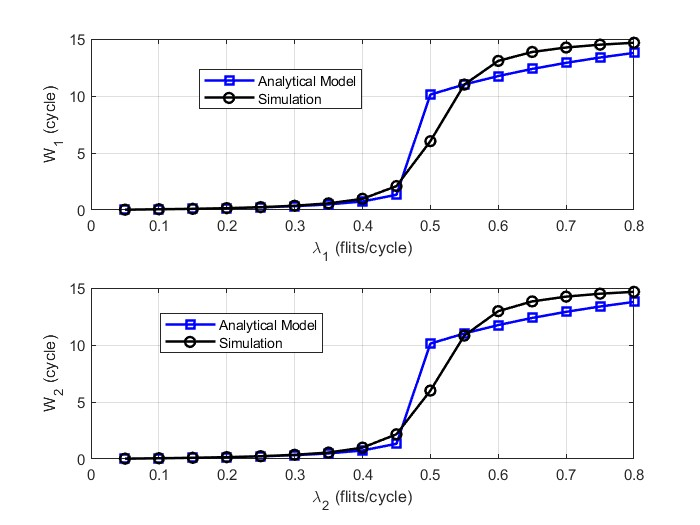 15
10
5
0
W1 (cycle)
Analytical Model
Simulation
0 0.1 0.2 0.3 0.4 0.5 0.6 0.7 0.8
λ1 (flits/cycle)
15
10
5
0
W2 (cycle)
Analytical Model
Simulation
0 0.1 0.2 0.3 0.4 0.5 0.6 0.7 0.8
λ2 (flits/cycle)